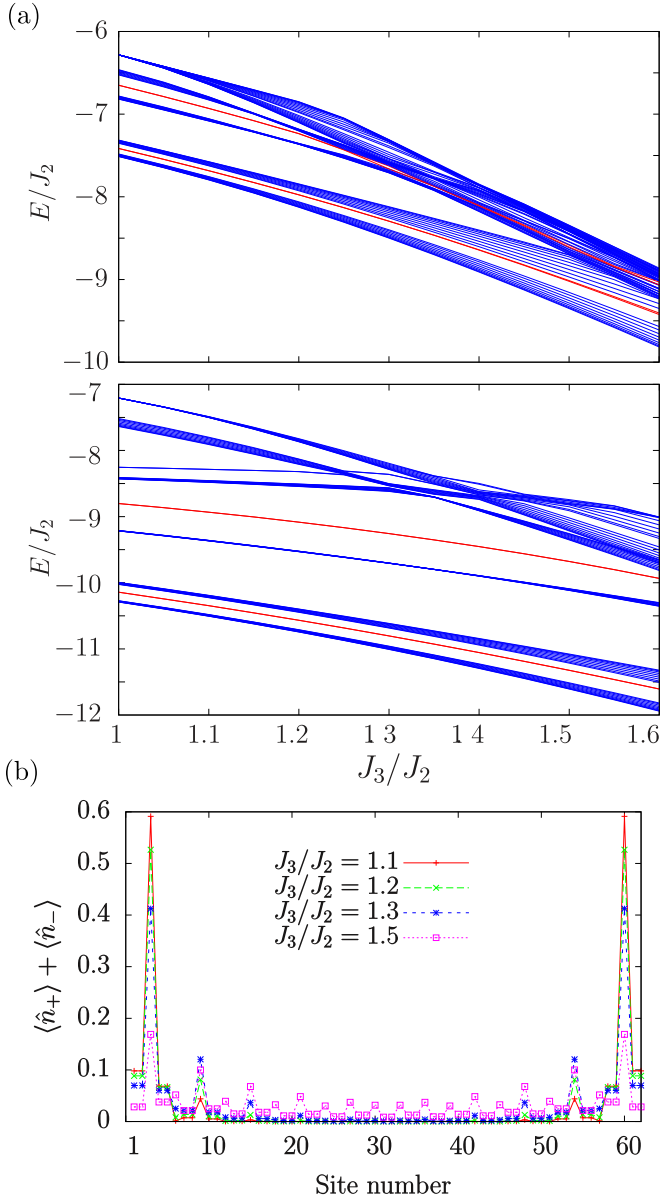 (a)
−6
−7
−8
−9
−10
E/J₂
−7
−8
−9
−10
−11
−12
E/J₂
1 1.1 1.2 1 3 1 4 1.5 1.6
J₃/J₂
(b)
0.6
0.5
0.4
0.3
0.2
0.1
0
⟨n̂₊⟩ + ⟨n̂₋⟩
J₃/J₂ = 1.1
J₃/J₂ = 1.2
J₃/J₂ = 1.3
J₃/J₂ = 1.5
1 10 20 30 40 50 60
Site number